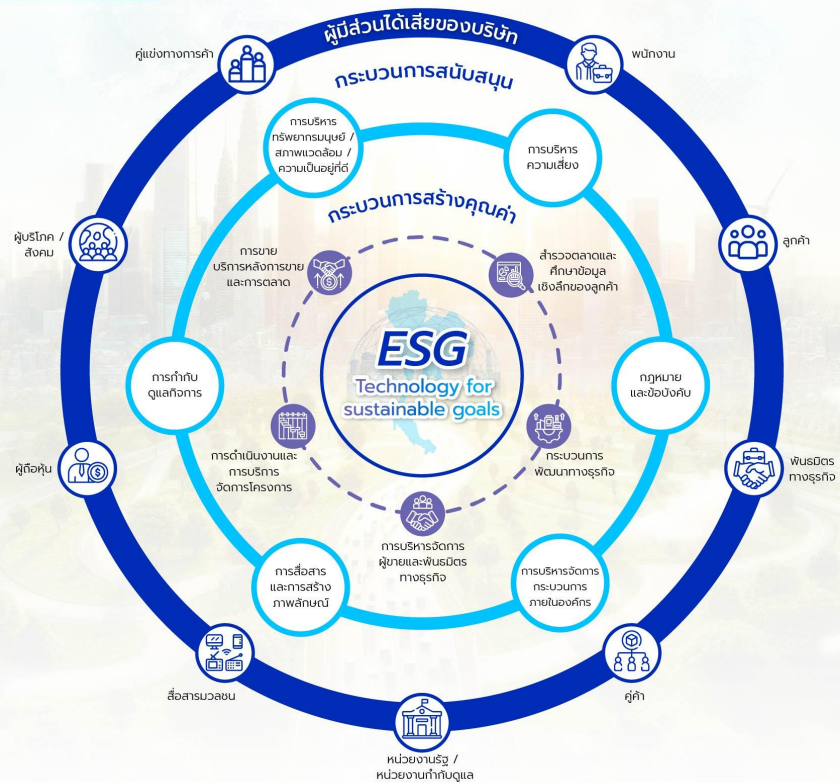 ผู้มีส่วนได้เสียของบริษัท
คู่แข่งทางการค้า
พนักงาน
กระบวนการสนับสนุน
การบริหาร
ทรัพยากรมนุษย์ /
สภาพแวดล้อม /
ความเป็นอยู่ที่ดี
การบริหาร
ความเสี่ยง
กระบวนการสร้างคุณค่า
ผู้บริโภค /
สังคม
การขาย
บริการหลังการขาย
และการตลาด
สำรวจตลาดและ
ศึกษาข้อมูล
เชิงลึกของลูกค้า
ลูกค้า
ESG
Technology for
sustainable goals
การกำกับ
ดูแลกิจการ
กฎหมาย
และข้อบังคับ
ผู้ถือหุ้น
การดำเนินงานและ
การบริการ
จัดการโครงการ
กระบวนการ
พัฒนาทางธุรกิจ
พันธมิตร
ทางธุรกิจ
การบริหารจัดการ
ผู้ขายและพันธมิตร
ทางธุรกิจ
การสื่อสาร
และการสร้าง
ภาพลักษณ์
การบริหารจัดการ
กระบวนการ
ภายในองค์กร
สื่อสารมวลชน
คู่ค้า
หน่วยงานรัฐ /
หน่วยงานกำกับดูแล